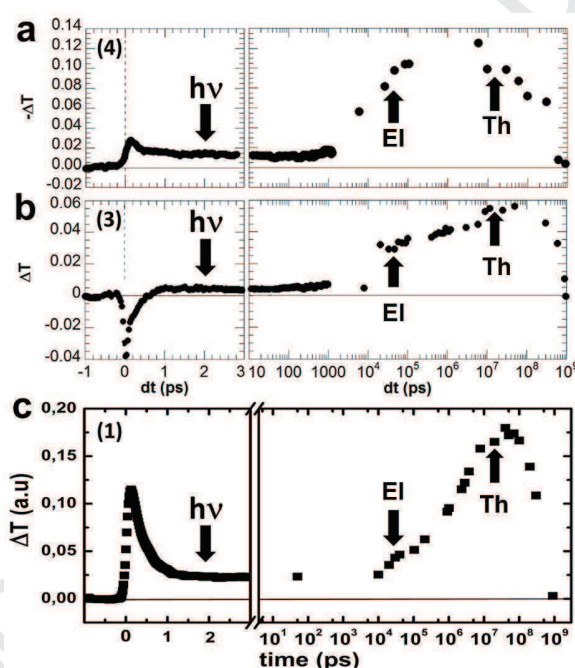 a
(4)
-ΔT
0.14
0.12
0.10
0.08
0.06
0.04
0.02
0.00
-0.02
hν
El
Th
b
(3)
ΔT
0.06
0.04
0.02
0
-0.02
-0.04
hν
El
Th
-1 0 1 2 3
10 100 1000 10⁴ 10⁵ 10⁶ 10⁷ 10⁸ 10⁹
dt (ps)
dt (ps)
c
(1)
ΔT (a.u)
0,20
0,15
0,10
0,05
0,00
hν
El
Th
0 1 2
10¹ 10² 10³ 10⁴ 10⁵ 10⁶ 10⁷ 10⁸ 10⁹
time (ps)